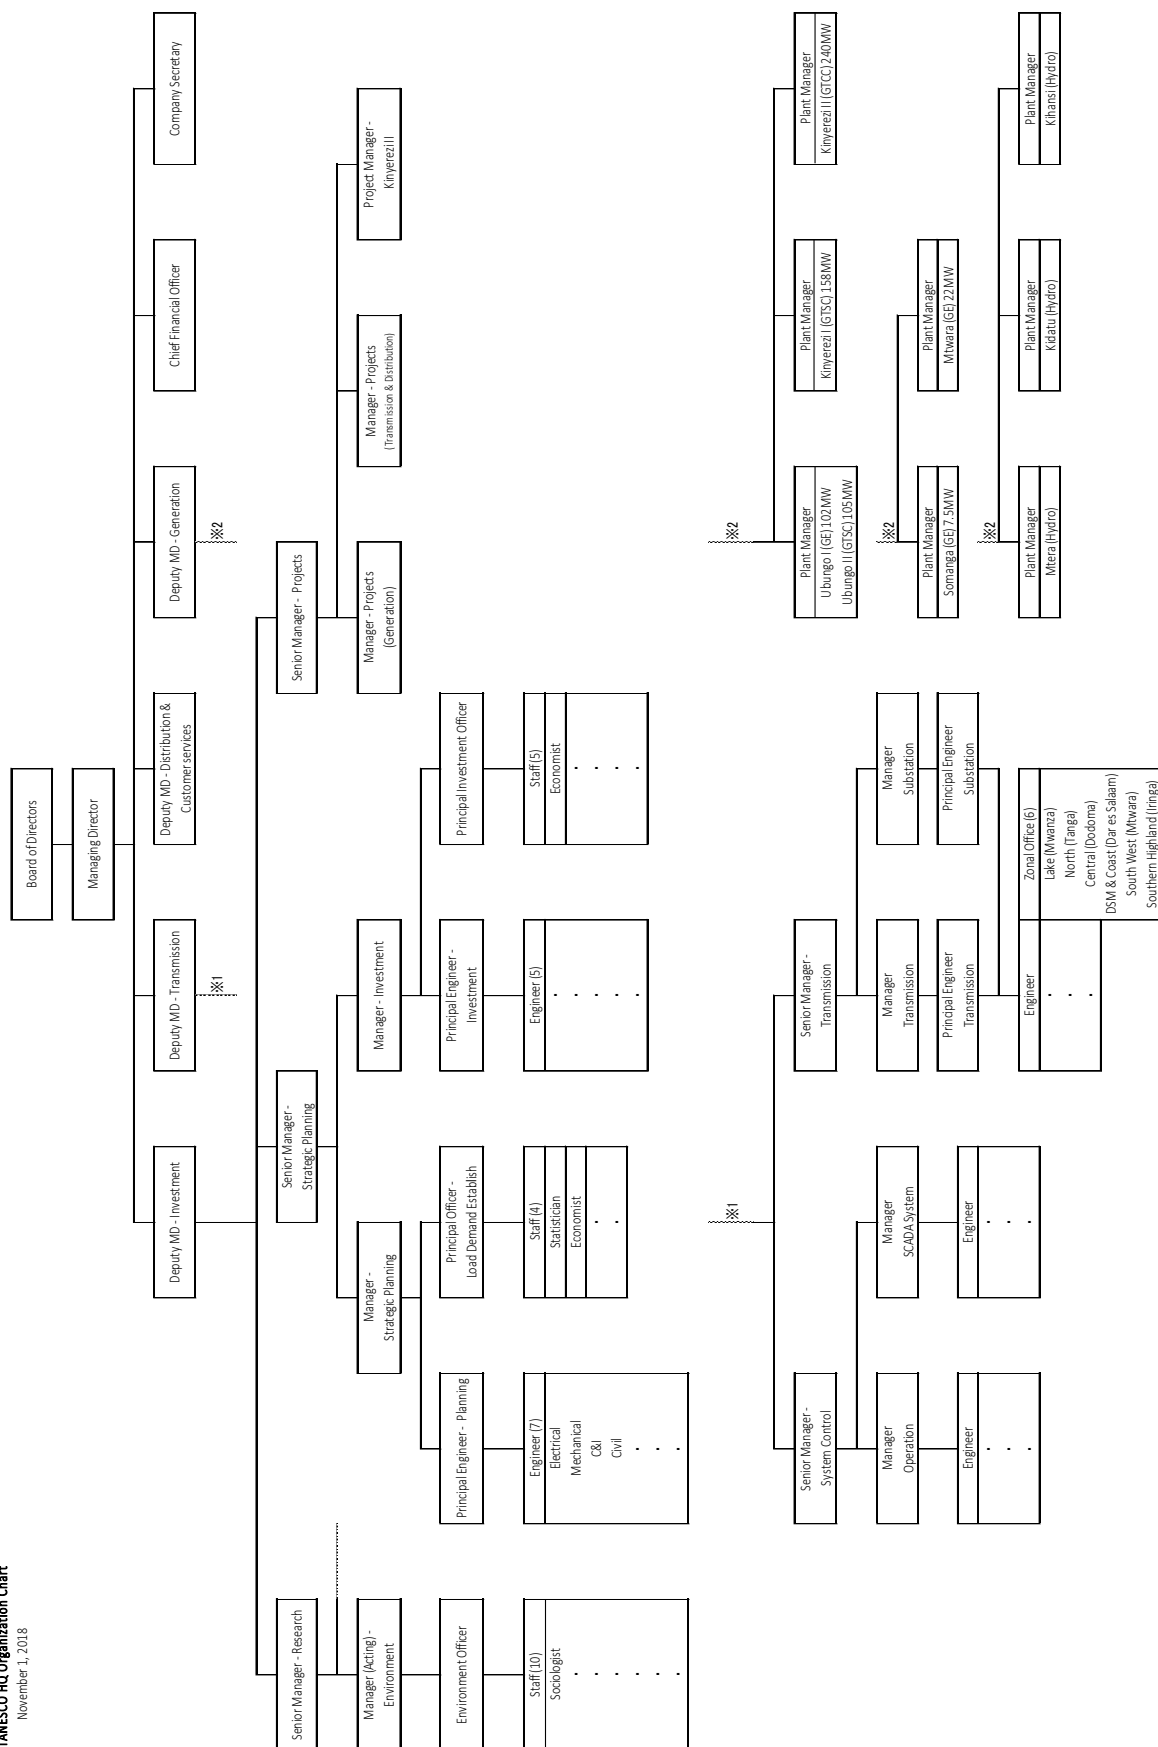 TANESCO HQ Organization Chart
November 1, 2018
Board of Directors
Managing Director
Deputy MD - Investment
Deputy MD - Transmission
Deputy MD - Distribution &
Customer services
Deputy MD - Generation
Chief Financial Officer
Company Secretary
※1
※2
Senior Manager - Research
Senior Manager -
Strategic Planning
Senior Manager - Projects
Manager (Acting) -
Environment
Manager -
Strategic Planning
Manager - Investment
Manager - Projects
(Generation)
Manager - Projects
(Transmission & Distribution)
Project Manager -
Kinyerezi II
Environment Officer
Principal Engineer - Planning
Principal Officer -
Load Demand Establish
Principal Engineer -
Investment
Principal Investment Officer
Staff (10)
Sociologist
・
・
・
・
・
・
Engineer (7)
Electrical
Mechanical
C&I
Civil
・
・
・
Staff (4)
Statistician
Economist
・
・
Engineer (5)
・
・
・
・
・
Staff (5)
Economist
・
・
・
・
※1
Senior Manager -
System Control
Senior Manager -
Transmission
Manager
Operation
Manager
SCADA System
Manager
Transmission
Manager
Substation
Principal Engineer
Transmission
Principal Engineer
Substation
Engineer
・
・
・
Engineer
・
・
・
Engineer
・
・
・
Zonal Office (6)
Lake (Mwanza)
North (Tanga)
Central (Dodoma)
DSM & Coast (Dar es Salaam)
South West (Mtwara)
Southern Highland (Iringa)
※2
Plant Manager
Ubungo I (GE) 102MW
Ubungo II (GTSC) 105MW
Plant Manager
Kinyerezi I (GTSC) 158MW
Plant Manager
Kinyerezi II (GTCC) 240MW
※2
Plant Manager
Somanga (GE) 7.5MW
Plant Manager
Mtwara (GE) 22MW
※2
Plant Manager
Mtera (Hydro)
Plant Manager
Kidatu (Hydro)
Plant Manager
Kihansi (Hydro)